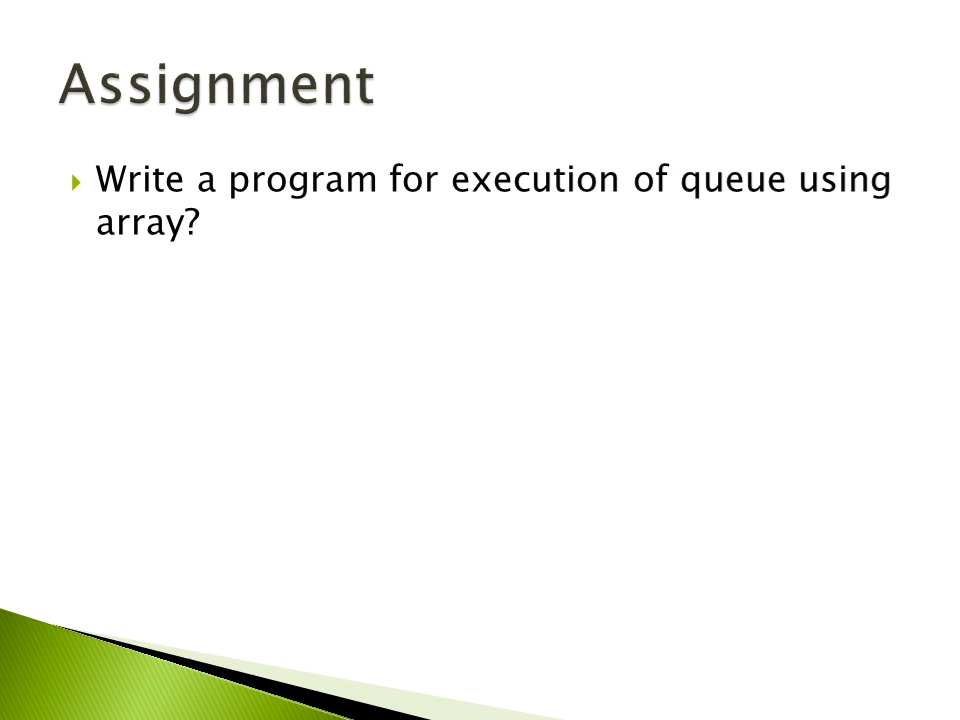 Assignment
Write a program for execution of queue using
array?